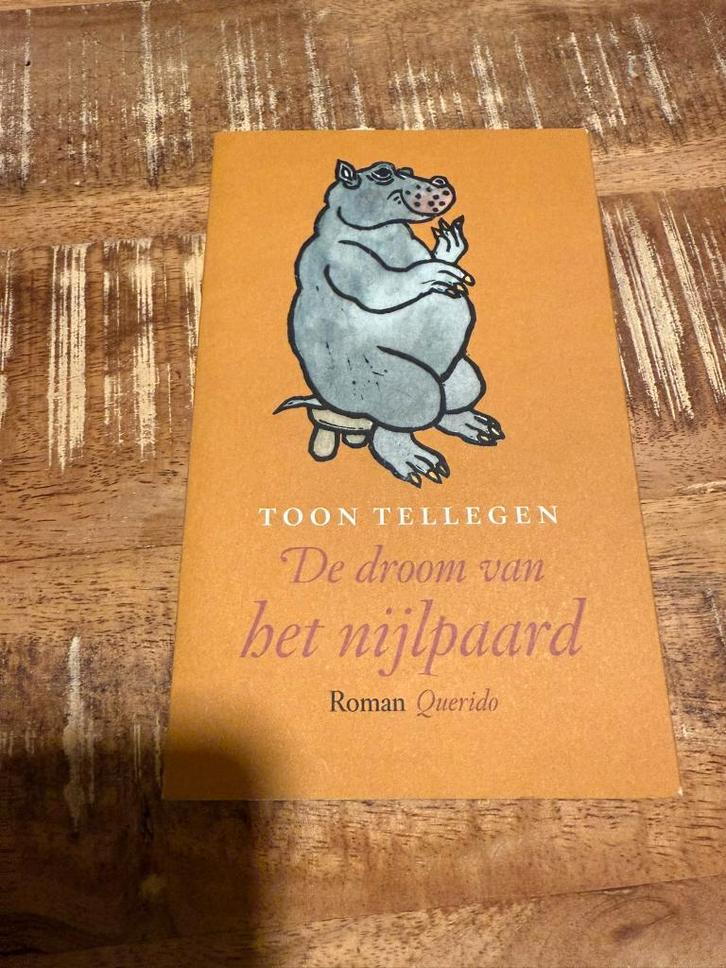 TOON TELLEGEN
De droom van
het nijlpaard
Roman Querido